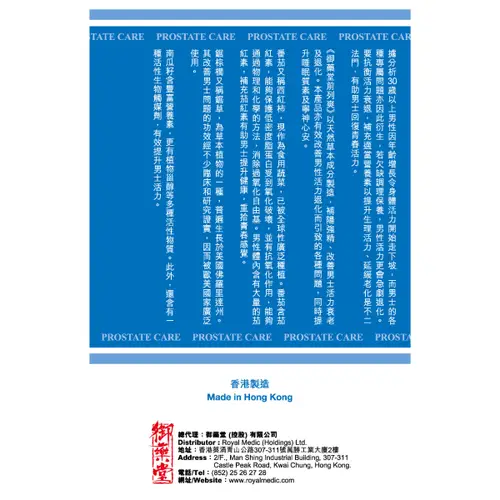 PROSTATE CARE PROSTATE CARE PROSTATE CARE PROSTATE CARE
據分析30歲以上男性因年齡增長令身體活力開始走下坡,而男士的各
種專屬問題亦因此衍生,若欠缺調理保養,男性活力更會急劇退化。
要抗衡活力衰退,補充適當營養素以提升生理活力、延緩老化是不二
法門,有助男士回復青春活力。
《御藥堂前列爽》以天然草本成分製造,補陽強精、改善男士活力衰老
及退化。本產品亦有效改善男性活力退化而引致的各種問題,同時提
升睡眠質素及寧神心安。
番茄又稱西紅柿,現作為食用蔬菜,已被全球性廣泛種植。番茄含茄
紅素,能夠保護低密度脂蛋白受到氧化破壞,並有抗氧化作用,能夠
通過物理和化學的方法,消除過氧化自由基。男性體內含有大量的茄
紅素,補充茄紅素有助男士提升健康,重拾青春感覺。
鋸棕櫚又稱鋸草,為草本植物的一種,普遍生長於美國佛羅里達州。
其改善男士問題的功效經不少臨床和研究證實,因而被歐美國家廣泛
使用。
南瓜籽含豐富營養素,更有植物甾醇等多種活性物質。此外,還含有一
種活性生物觸媒劑,有效提升男士活力。
PROSTATE CARE PROSTATE CARE PROSTATE CARE PROSTATE CARE
香港製造
Made in Hong Kong
御藥堂
總代理:御藥堂 (控股) 有限公司
Distributor : Royal Medic (Holdings) Ltd.
地址:香港葵涌青山公路307-311號萬勝工業大廈2樓
Address : 2/F., Man Shing Industrial Building, 307-311
Castle Peak Road, Kwai Chung, Hong Kong.
電話/Tel : (852) 25 26 27 28
網址/Website : www.royalmedic.com